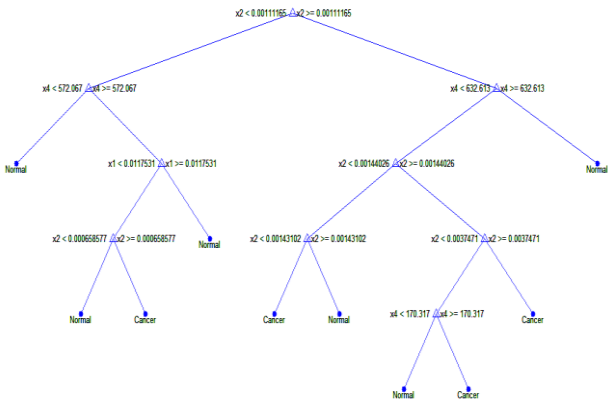 x2 < 0.00111165 x2 >= 0.00111165
x4 < 572.067 x4 >= 572.067
x4 < 632.613 x4 >= 632.613
Normal
x1 < 0.0117531 x1 >= 0.0117531
x2 < 0.00144026 x2 >= 0.00144026
Normal
x2 < 0.000658577 x2 >= 0.000658577
Normal
x2 < 0.00143102 x2 >= 0.00143102
x2 < 0.0037471 x2 >= 0.0037471
Normal
Cancer
Cancer
Normal
x4 < 170.317 x4 >= 170.317
Cancer
Normal
Cancer